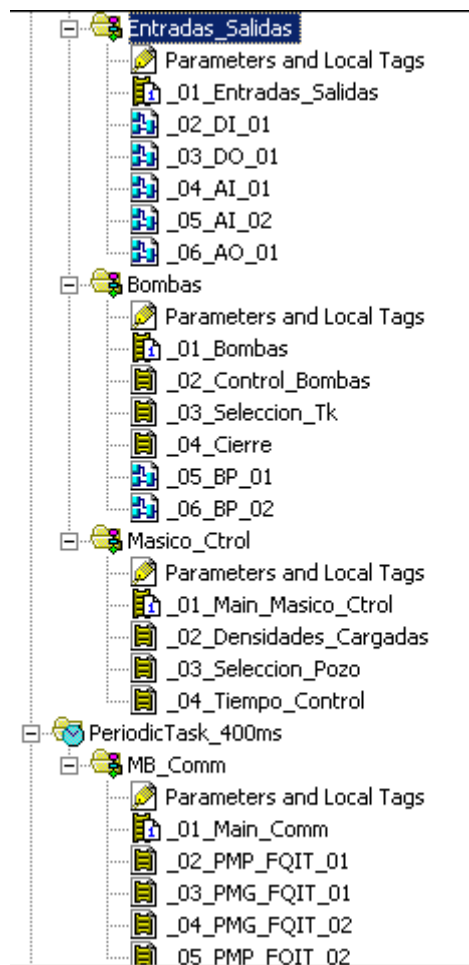 Entradas_Salidas
Parameters and Local Tags
_01_Entradas_Salidas
_02_DI_01
_03_DO_01
_04_AI_01
_05_AI_02
_06_AO_01
Bombas
Parameters and Local Tags
_01_Bombas
_02_Control_Bombas
_03_Seleccion_Tk
_04_Cierre
_05_BP_01
_06_BP_02
Masico_Ctrol
Parameters and Local Tags
_01_Main_Masico_Ctrol
_02_Densidades_Cargadas
_03_Seleccion_Pozo
_04_Tiempo_Control
PeriodicTask_400ms
MB_Comm
Parameters and Local Tags
_01_Main_Comm
_02_PMP_FQIT_01
_03_PMG_FQIT_01
_04_PMG_FQIT_02
_05_PMP_FQIT_02